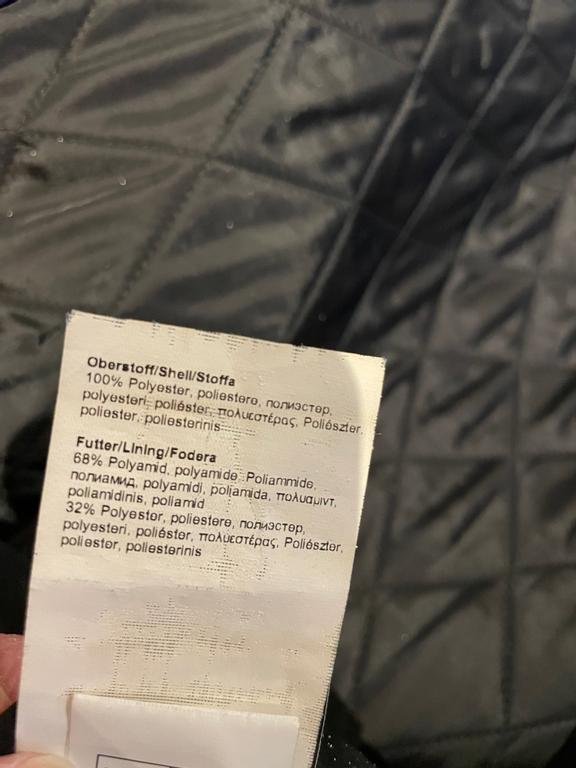 Oberstoff/Shell/Stoffa
100% Polyester, poliestere, полиэстер,
polyesteri, poliéster, πολυεστέρας, Poliészter,
poliester, poliesterinis
Futter/Lining/Fodera
68% Polyamid, polyamide, Poliammide,
полиамид, polyamidi, poliamida, πολυαμιντ,
poliamidinis, poliamid
32% Polyester, poliestere, полиэстер,
polyesteri, poliéster, πολυεστέρας, Poliészter,
poliester, poliesterinis